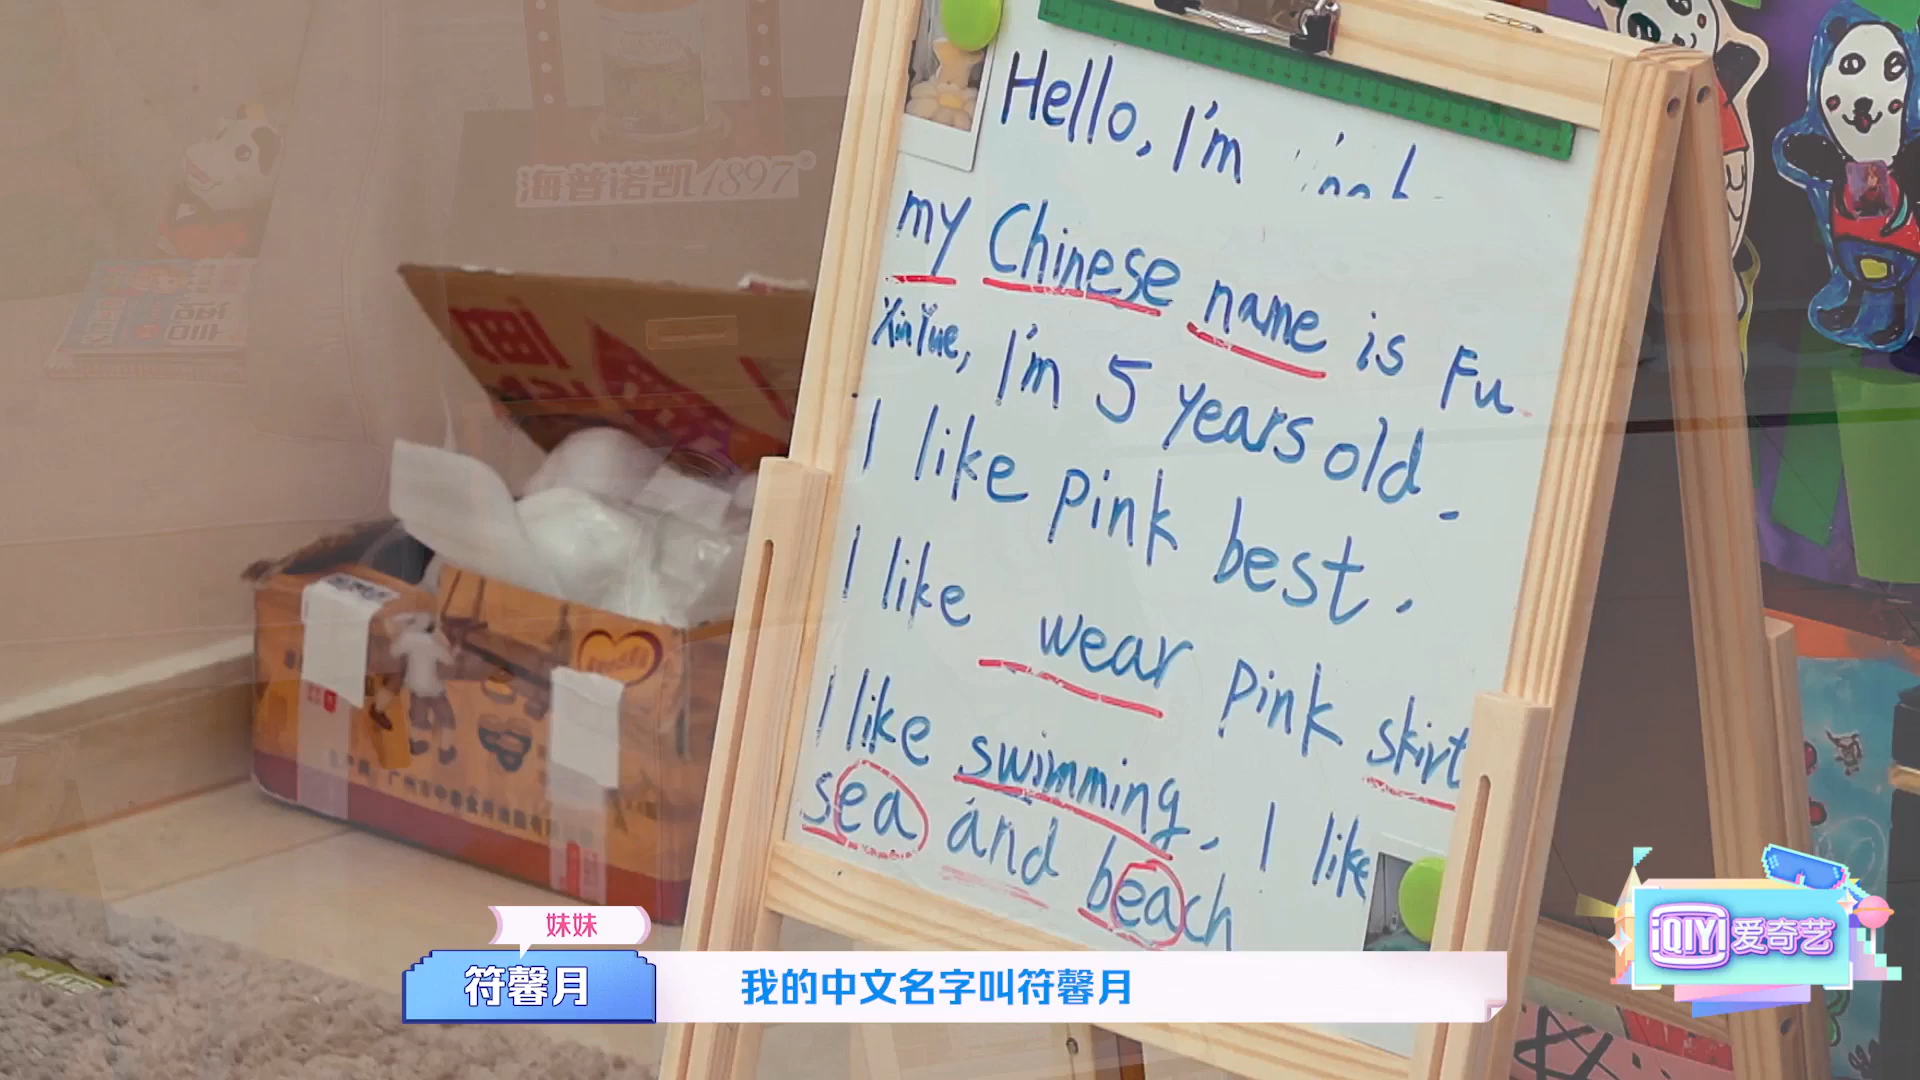 海普诺凯1897
Hello, I'm
my Chinese name is Fu
Xin Yue, I'm 5 years old.
I like pink best.
I like wear pink skirt
I like swimming. I like
sea and beach
妹妹
符馨月
我的中文名字叫符馨月
iQIYI 爱奇艺